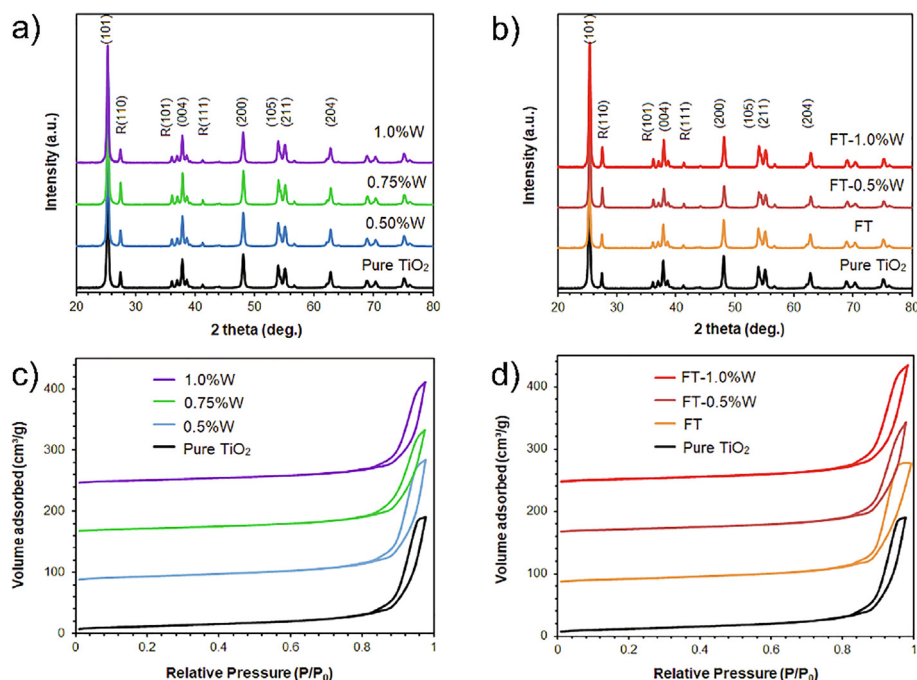 a)
(101)
R(110)
R(101)
(004)
R(111)
(200)
(105)
(211)
(204)
1.0%W
0.75%W
0.50%W
Pure TiO₂
Intensity (a.u.)
20 30 40 50 60 70 80
2 theta (deg.)
b)
(101)
R(110)
R(101)
(004)
R(111)
(200)
(105)
(211)
(204)
FT-1.0%W
FT-0.5%W
FT
Pure TiO₂
Intensity (a.u.)
20 30 40 50 60 70 80
2 theta (deg.)
c)
1.0%W
0.75%W
0.5%W
Pure TiO₂
Volume adsorbed (cm³/g)
400
300
200
100
0
0 0.2 0.4 0.6 0.8 1
Relative Pressure (P/P₀)
d)
FT-1.0%W
FT-0.5%W
FT
Pure TiO₂
Volume adsorbed (cm³/g)
400
300
200
100
0
0 0.2 0.4 0.6 0.8 1
Relative Pressure (P/P₀)